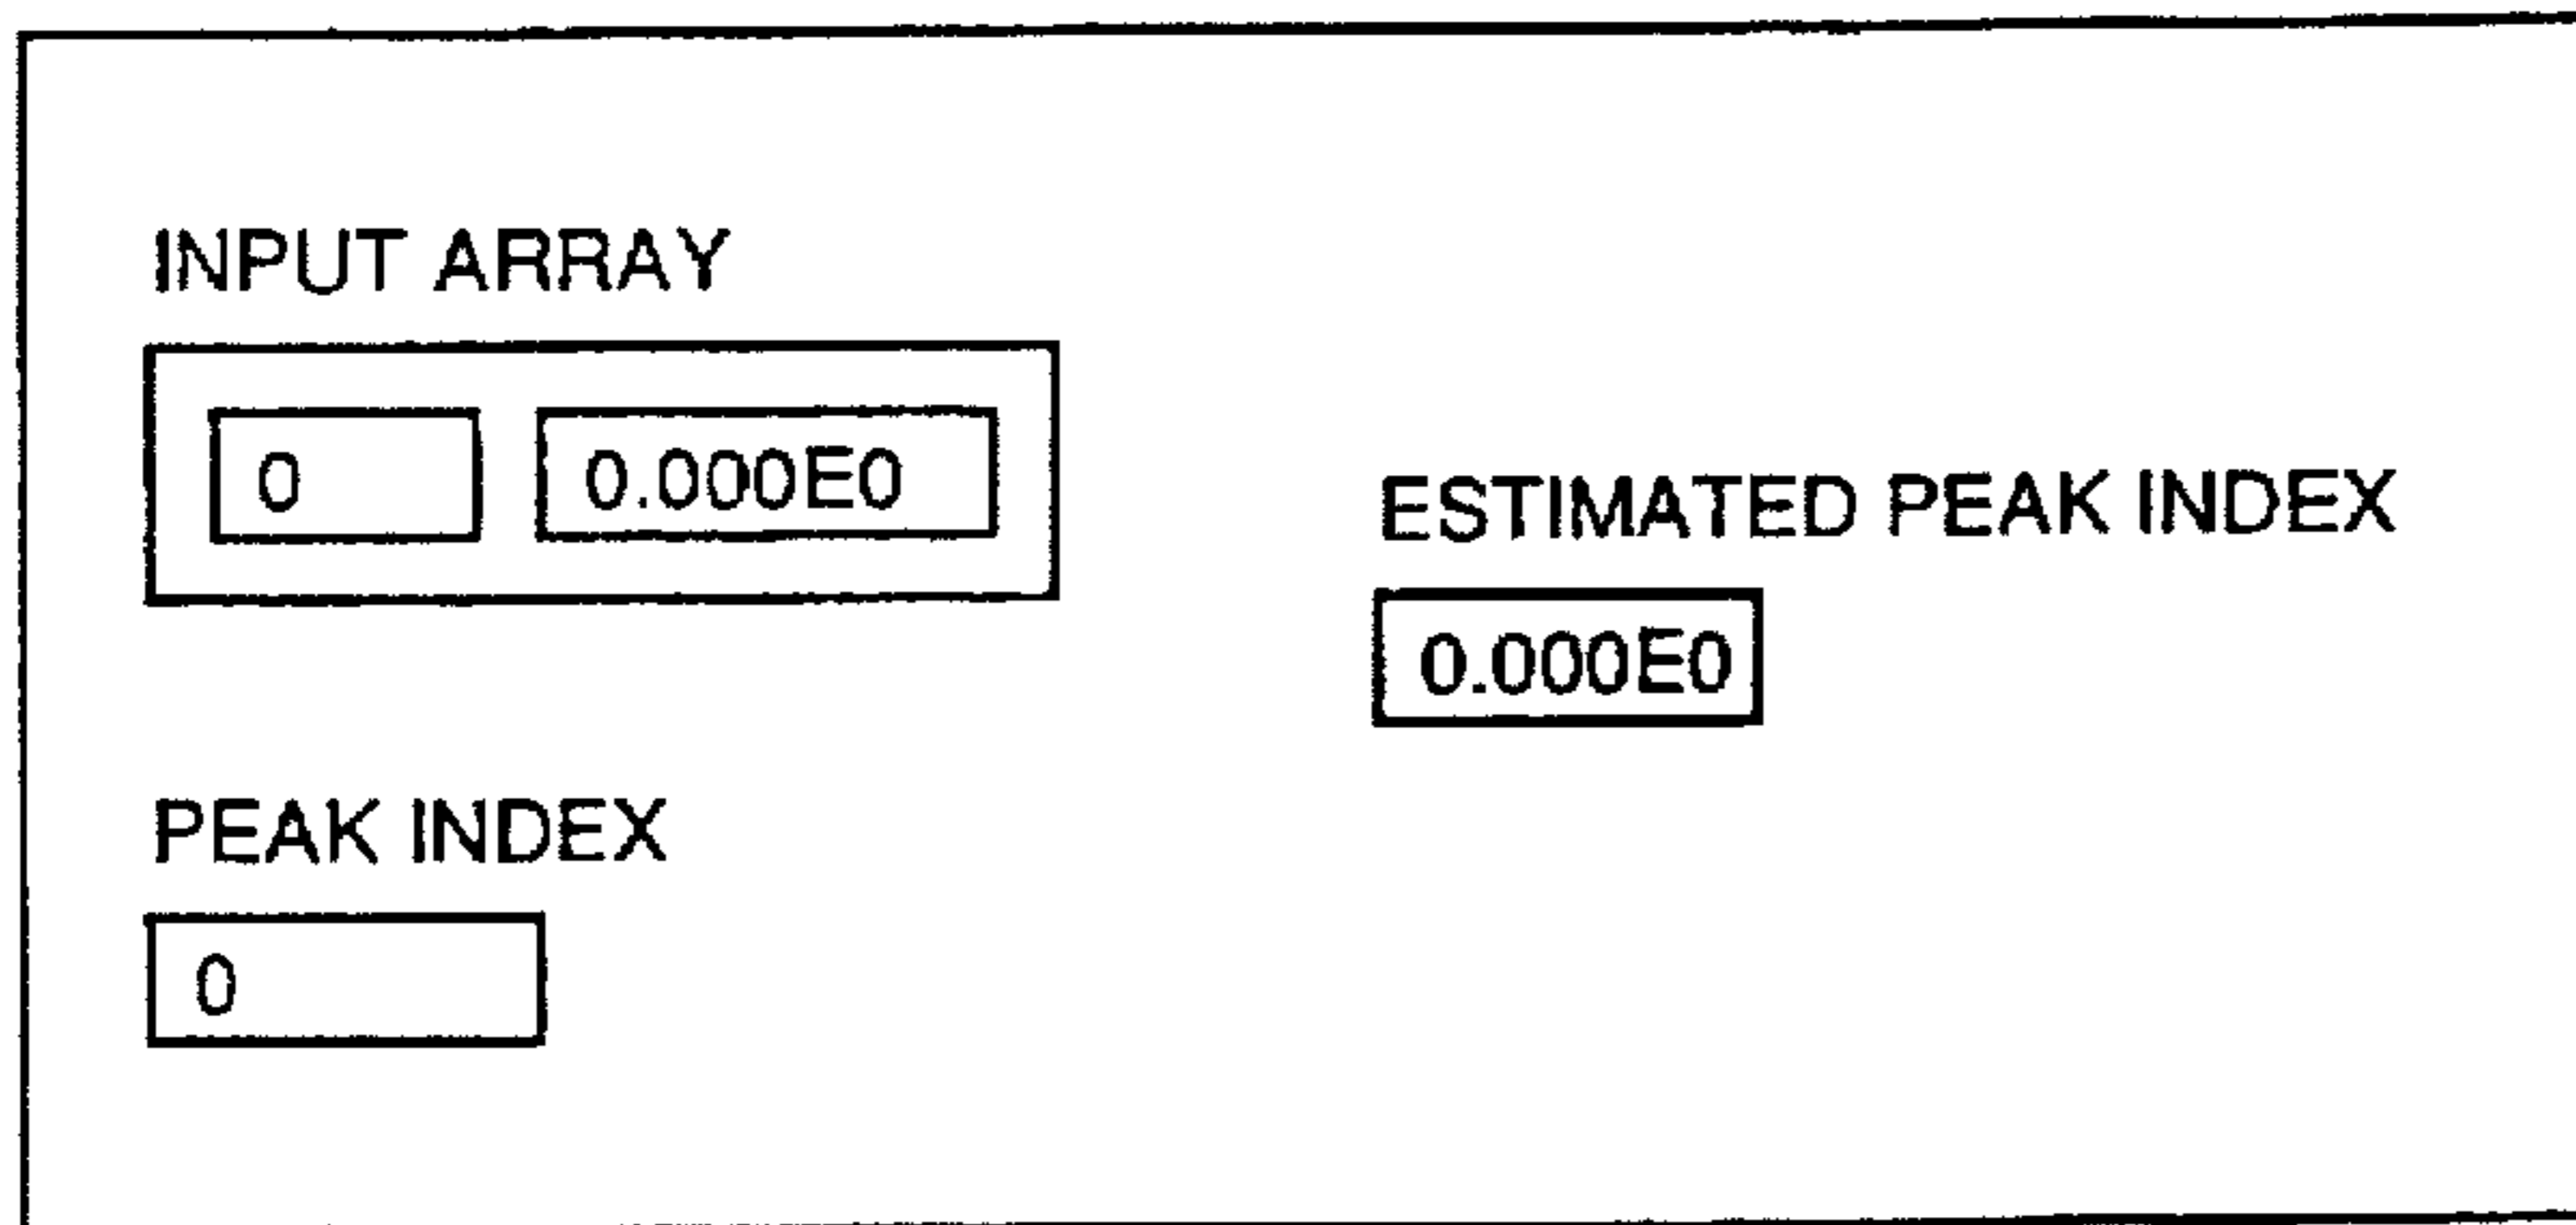 INPUT ARRAY
0 0.000E0
ESTIMATED PEAK INDEX
0.000E0
PEAK INDEX
0